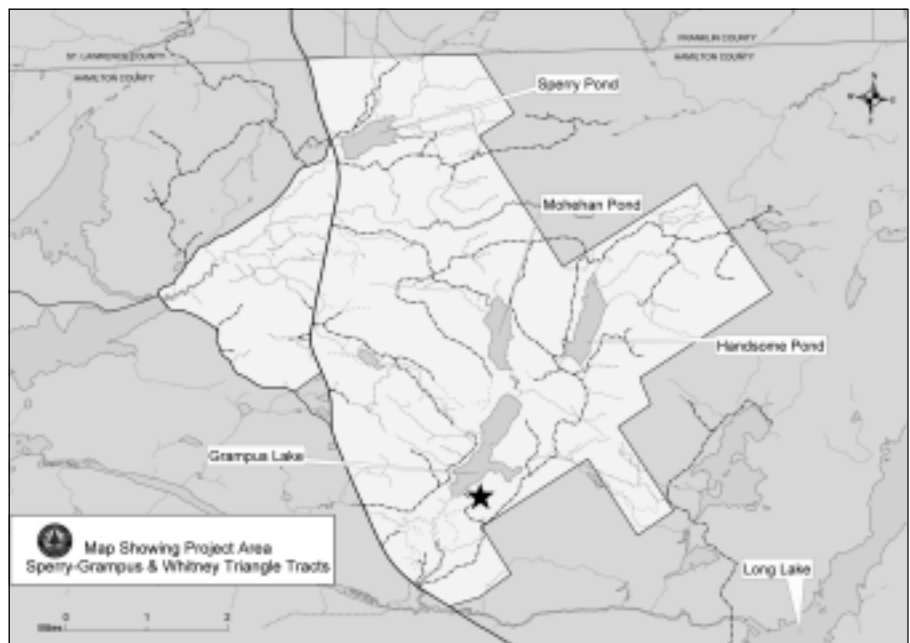 ST. LAWRENCE COUNTY
HAMILTON COUNTY
FRANKLIN COUNTY
HAMILTON COUNTY
N
W
E
S
Sperry Pond
Mohehan Pond
Handsome Pond
Grampus Lake
Map Showing Project Area
Sperry-Grampus & Whitney Triangle Tracts
Long Lake
0 1 2
Miles